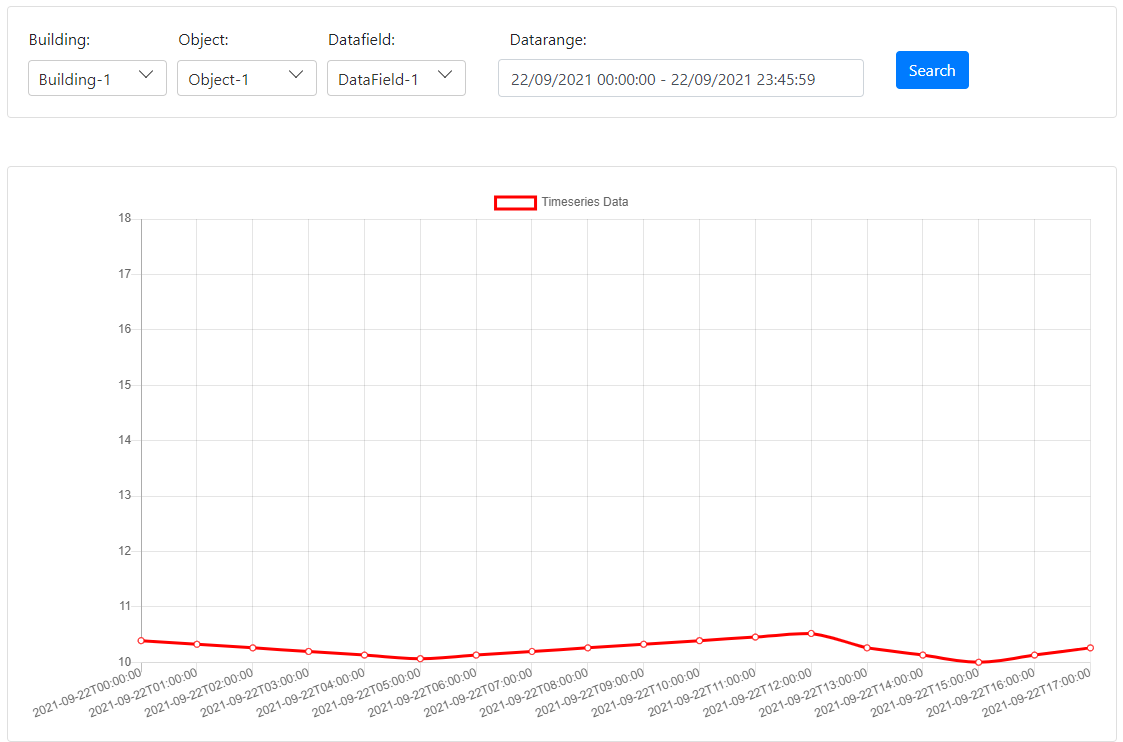 Building: Object: Datafield: Datarange:
Building-1 Object-1 DataField-1 22/09/2021 00:00:00 - 22/09/2021 23:45:59 Search
Timeseries Data
18
17
16
15
14
13
12
11
10
2021-09-22T00:00:00 2021-09-22T01:00:00 2021-09-22T02:00:00 2021-09-22T03:00:00 2021-09-22T04:00:00 2021-09-22T05:00:00 2021-09-22T06:00:00 2021-09-22T07:00:00 2021-09-22T08:00:00 2021-09-22T09:00:00 2021-09-22T10:00:00 2021-09-22T11:00:00 2021-09-22T12:00:00 2021-09-22T13:00:00 2021-09-22T14:00:00 2021-09-22T15:00:00 2021-09-22T16:00:00 2021-09-22T17:00:00